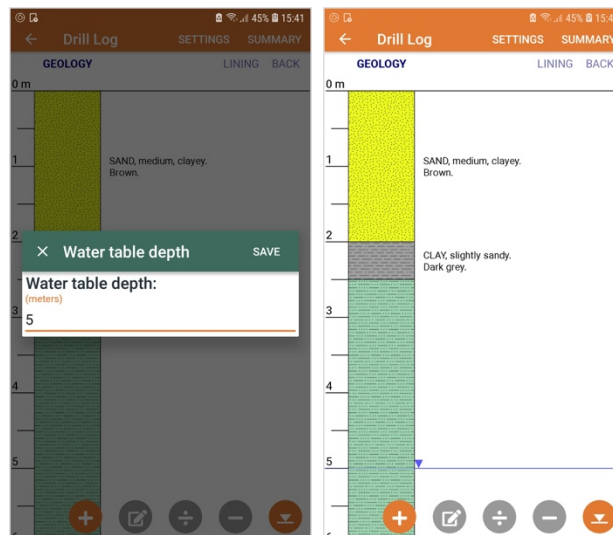 45% 15:41
Drill Log SETTINGS SUMMARY
GEOLOGY LINING BACK
0 m
1
SAND, medium, clayey.
Brown.
2
Water table depth SAVE
Water table depth:
(meters)
3
5
4
5
45% 15:4
Drill Log SETTINGS SUMMARY
GEOLOGY LINING BACK
0 m
1
SAND, medium, clayey.
Brown.
2
CLAY, slightly sandy.
Dark grey.
3
4
5